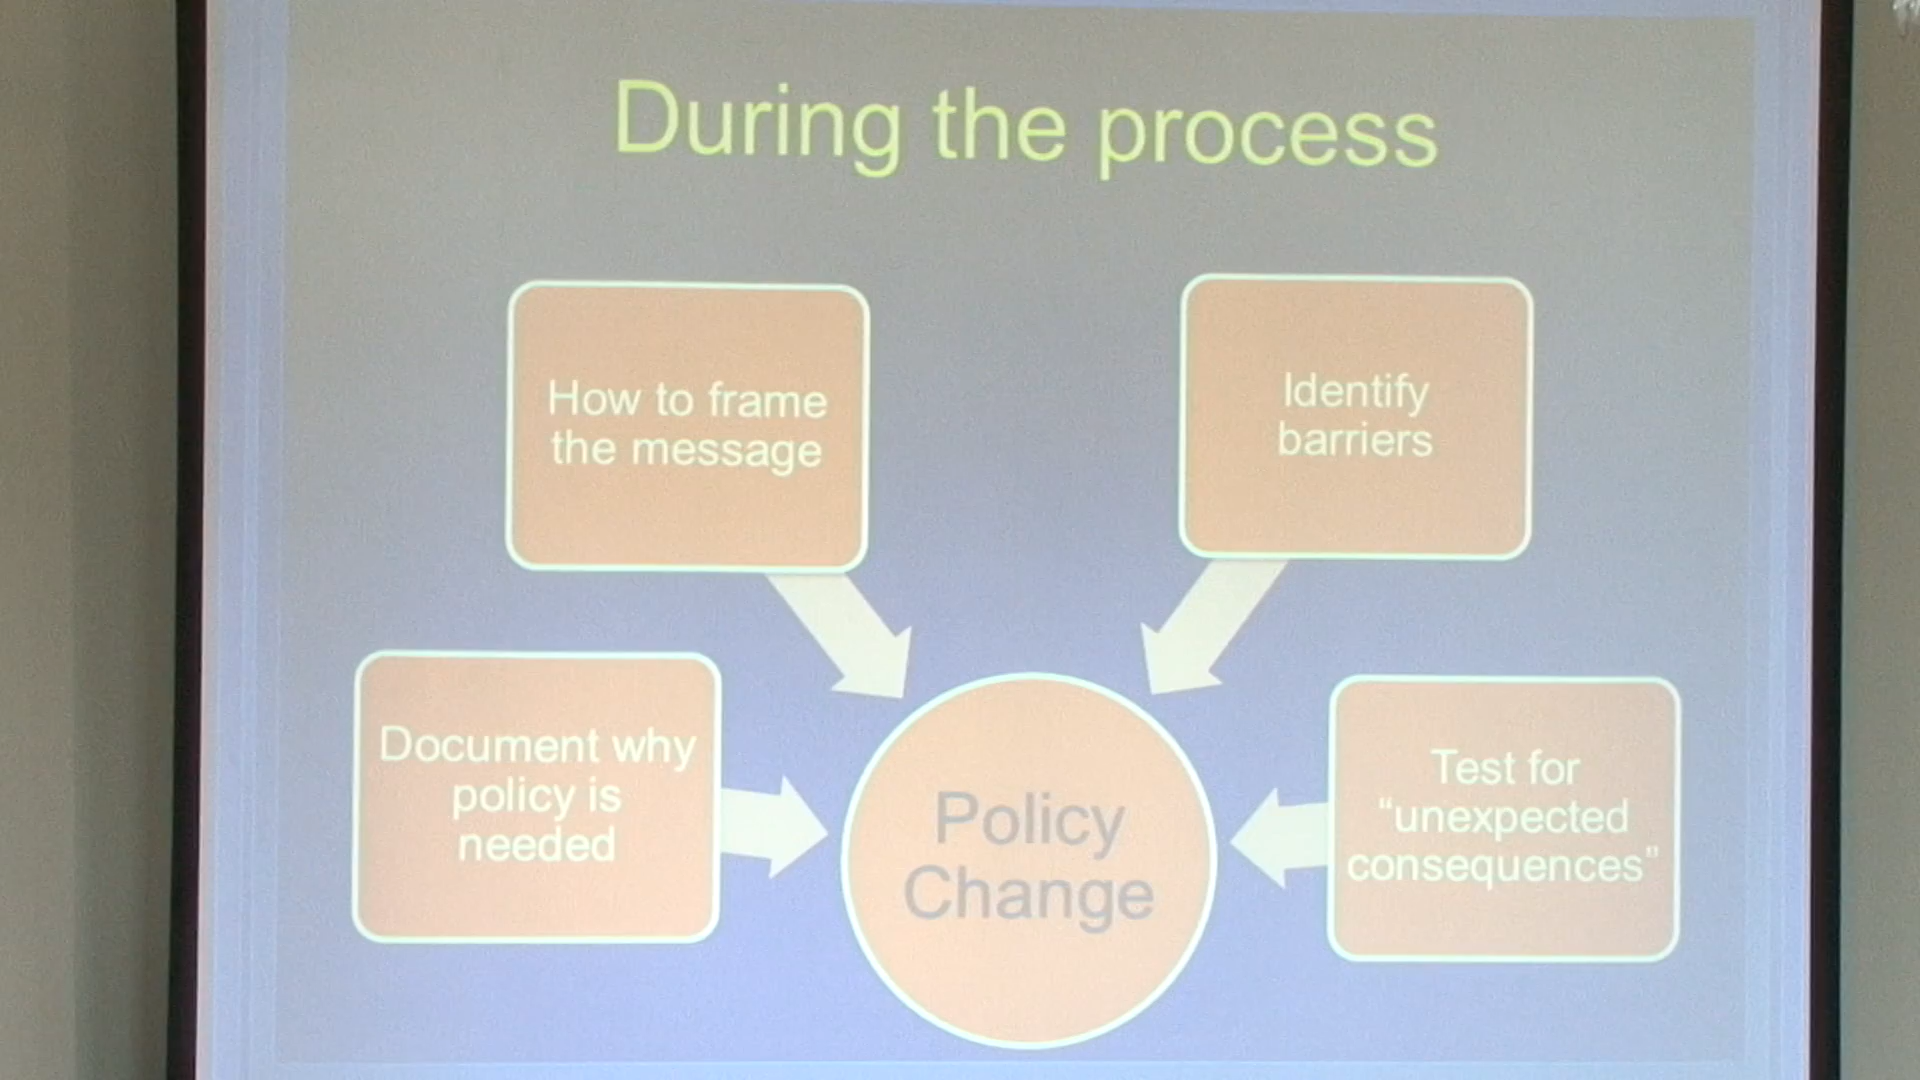 During the process
How to frame
the message
Identify
barriers
Document why
policy is
needed
Policy
Change
Test for
“unexpected
consequences”